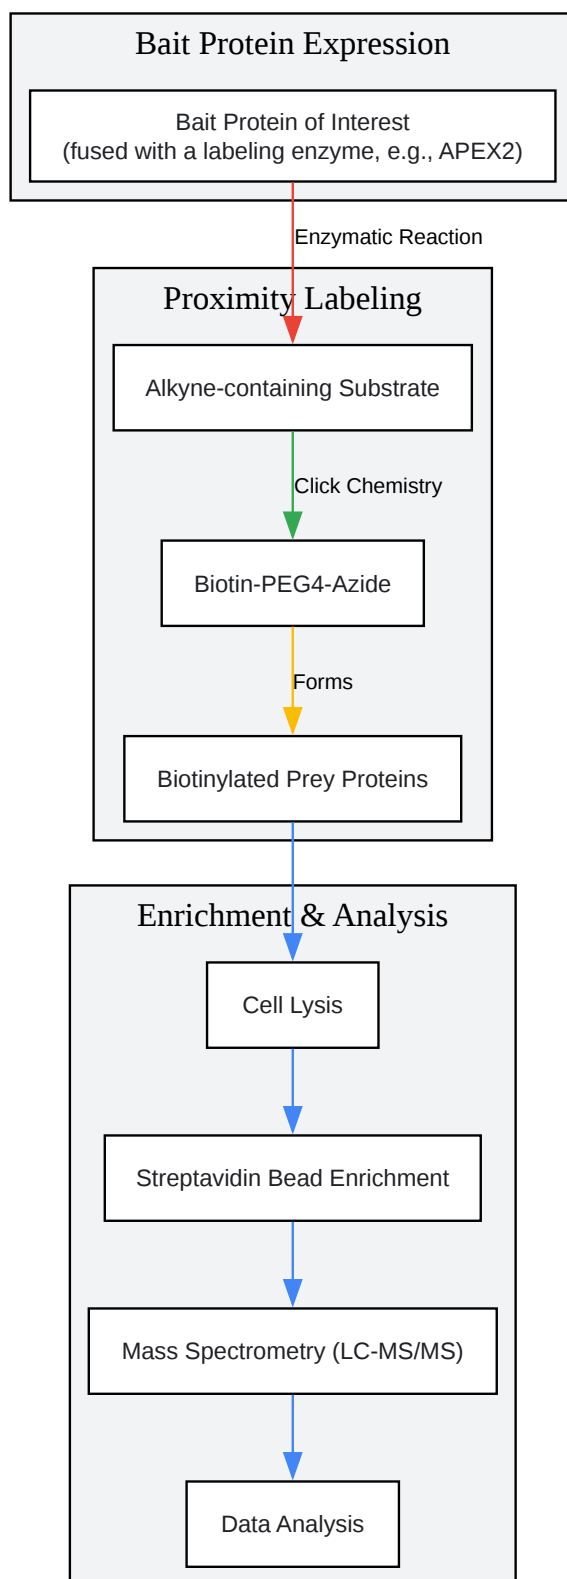 Bait Protein Expression
Bait Protein of Interest
(fused with a labeling enzyme, e.g., APEX2)
Enzymatic Reaction
Proximity Labeling
Alkyne-containing Substrate
Click Chemistry
Biotin-PEG4-Azide
Forms
Biotinylated Prey Proteins
Enrichment & Analysis
Cell Lysis
Streptavidin Bead Enrichment
Mass Spectrometry (LC-MS/MS)
Data Analysis